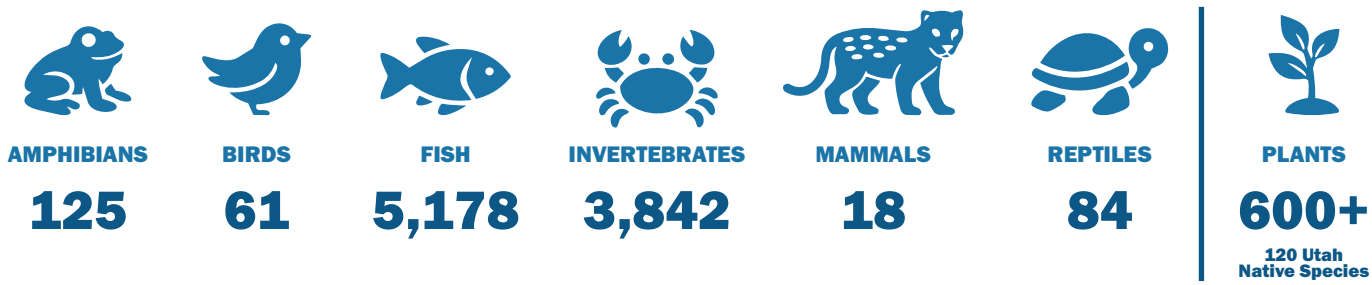 AMPHIBIANS
125
BIRDS
61
FISH
5,178
INVERTEBRATES
3,842
MAMMALS
18
REPTILES
84
PLANTS
600+
120 Utah
Native Species